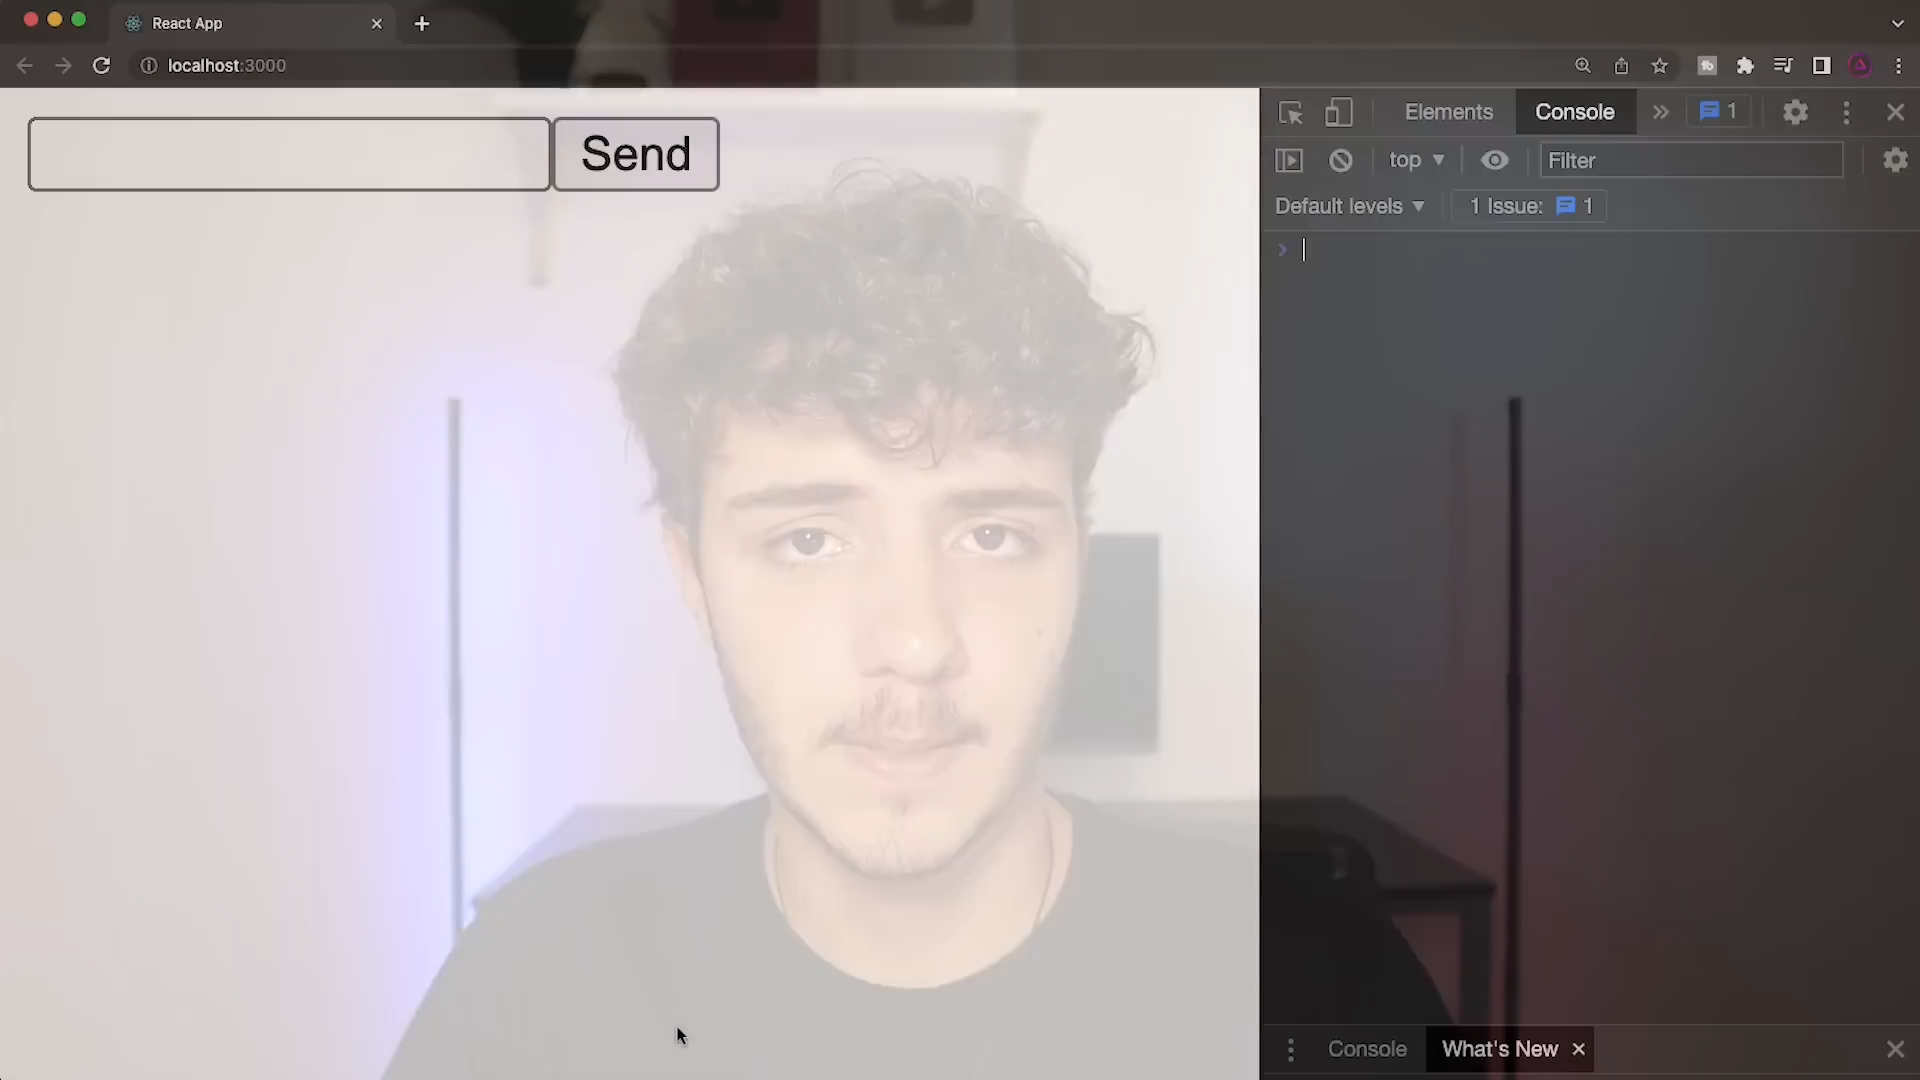 React App
localhost:3000
Send
Elements
Console
1
top
Filter
Default levels
1 Issue: 1
Console
What's New